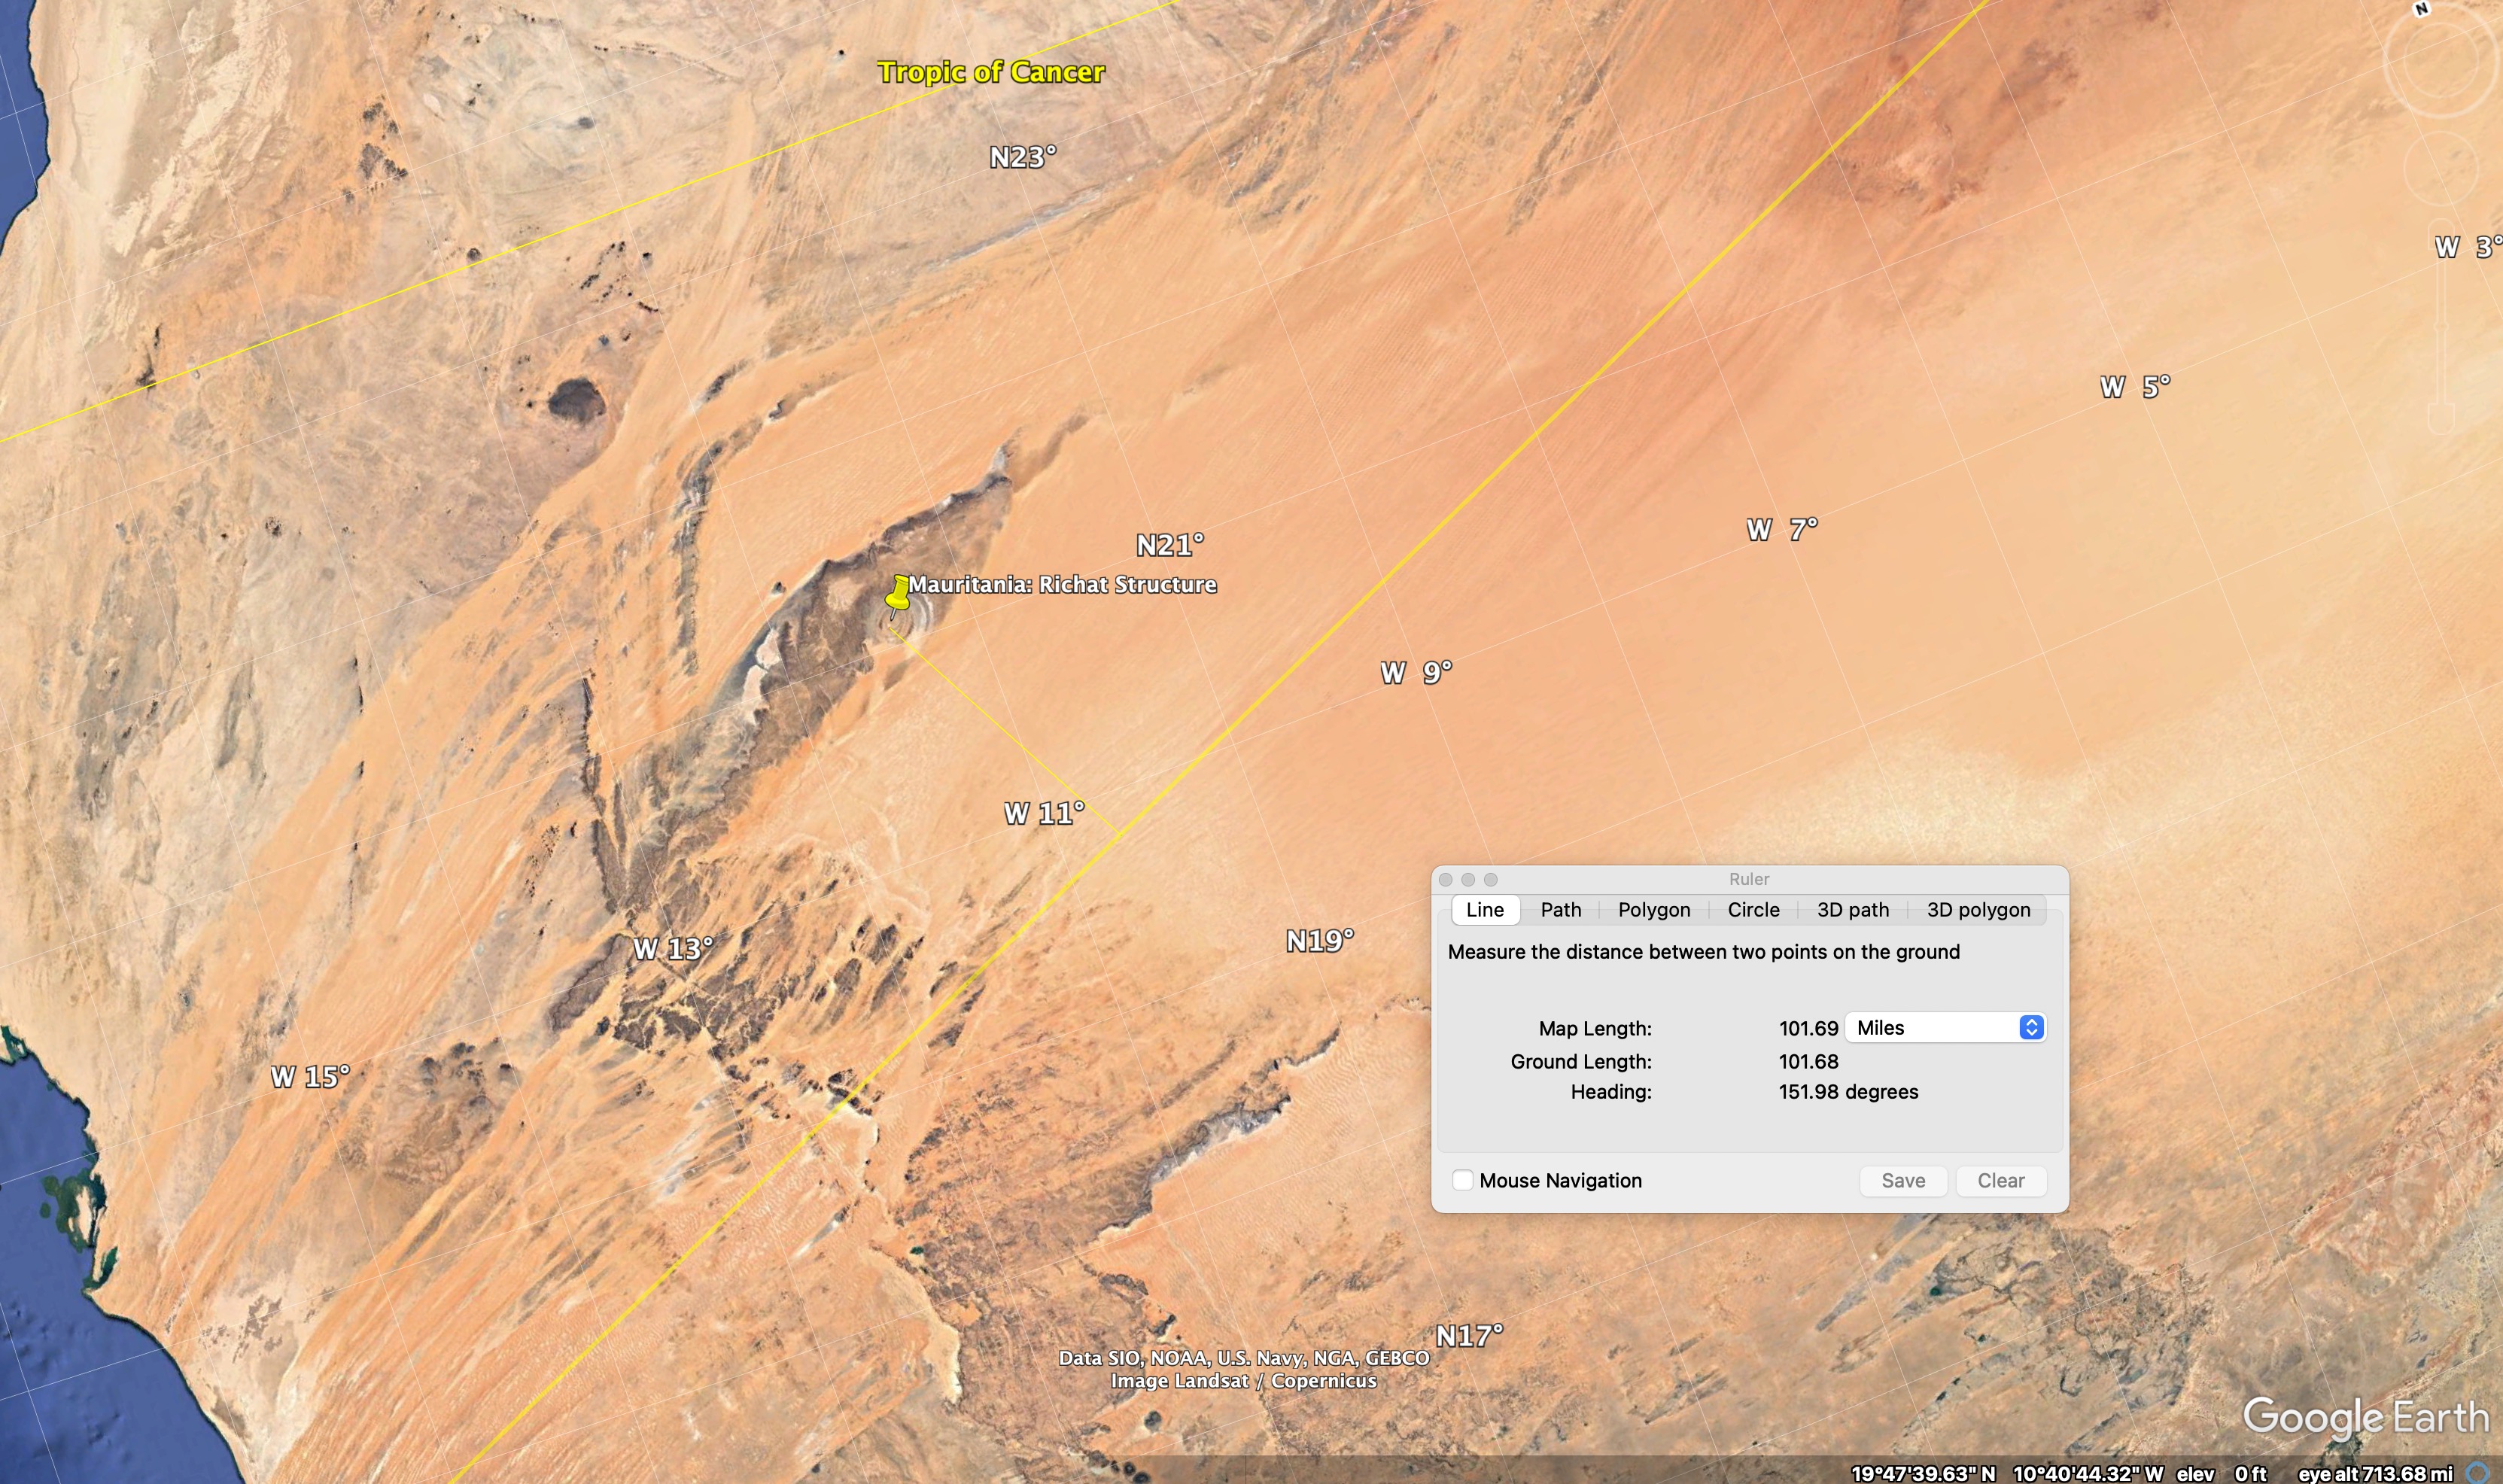 N
Tropic of Cancer
N23°
W 3°
W 5°
W 7°
N21°
Mauritania: Richat Structure
W 9°
W 11°
N19°
W 13°
W 15°
N17°
Ruler
Line Path Polygon Circle 3D path 3D polygon
Measure the distance between two points on the ground
Map Length: 101.69 Miles
Ground Length: 101.68
Heading: 151.98 degrees
Mouse Navigation Save Clear
Data SIO, NOAA, U.S. Navy, NGA, GEBCO
Image Landsat / Copernicus
Google Earth
19°47'39.63" N 10°40'44.32" W elev 0 ft eye alt 713.68 mi